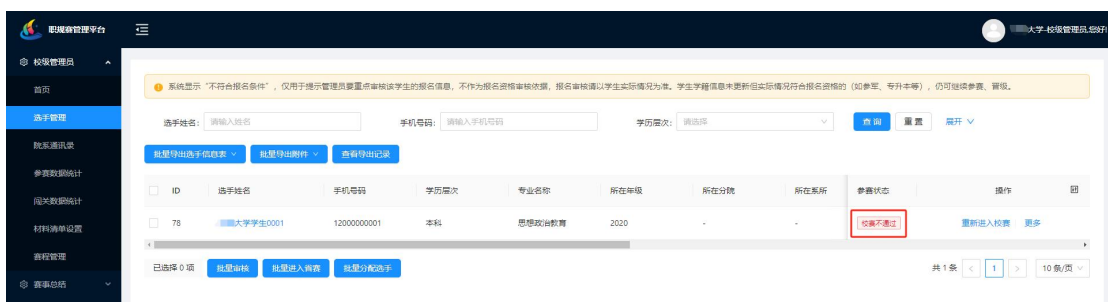 职规赛管理平台
大学-校级管理员,您好!
校级管理员
首页
选手管理
院系通讯录
参赛数据统计
闯关数据统计
材料清单设置
赛程管理
赛事总结
系统显示“不符合报名条件”,仅用于提示管理员要重点审核该学生的报名信息,不作为报名资格审核依据,报名审核请以学生实际情况为准。学生学籍信息未更新但实际情况符合报名资格的(如参军、专升本等),仍可继续参赛、晋级。
选手姓名: 请输入姓名 手机号码: 请输入手机号码 学历层次: 请选择 查询 重置 展开
批量导出选手信息表 批量导出附件 查看导出记录
ID 选手姓名 手机号码 学历层次 专业名称 所在年级 所在分院 所在系所 参赛状态 操作
78 大学学生0001 12000000001 本科 思想政治教育 2020 - - 校赛不通过 重新进入校赛 更多
已选择 0 项 批量审核 批量进入省赛 批量分配选手 共 1 条 < 1 > 10 条/页